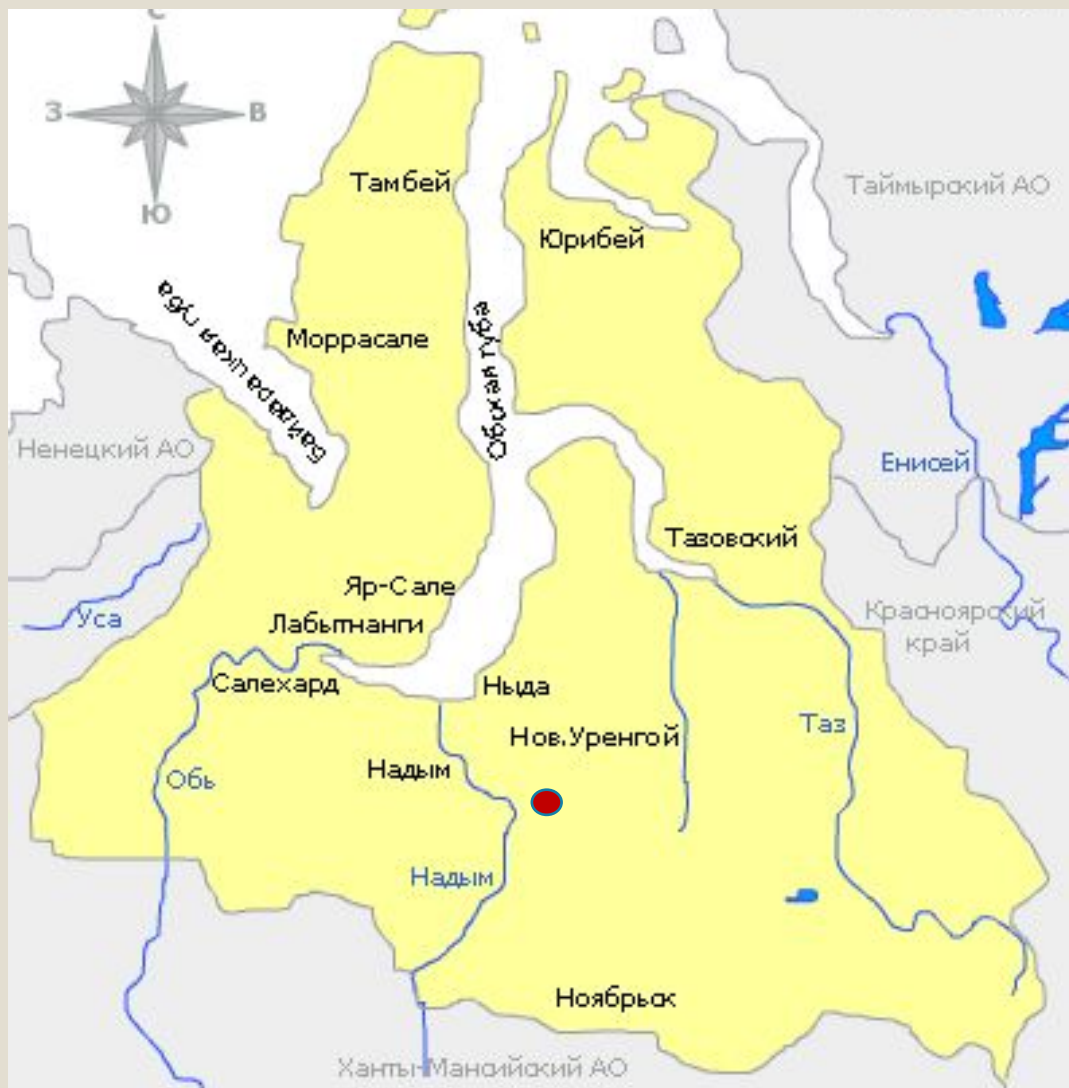 С
З
В
Ю
Таймырский АО
Тамбей
Юрибей
Байдарацкая губа
Моррасале
Обская губа
Ненецкий АО
Енисей
Тазовский
Яр-Сале
Уса
Лабытнанги
Красноярский
край
Салехард
Ныда
Нов.Уренгой
Таз
Обь
Надым
Надым
Ноябрьск
Ханты-Мансийский АО